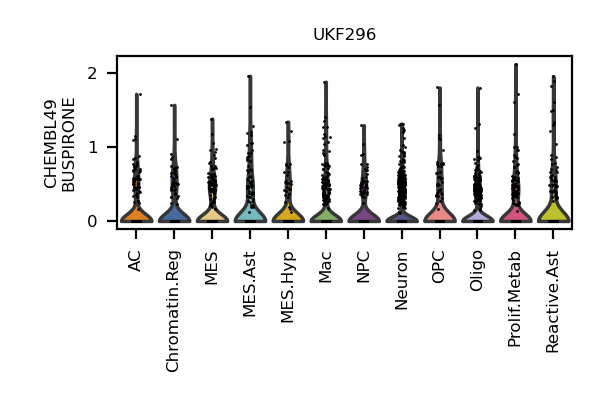 UKF296
CHEMBL49
BUSPIRONE
2
1
0
AC
Chromatin.Reg
MES
MES.Ast
MES.Hyp
Mac
NPC
Neuron
OPC
Oligo
Prolif.Metab
Reactive.Ast